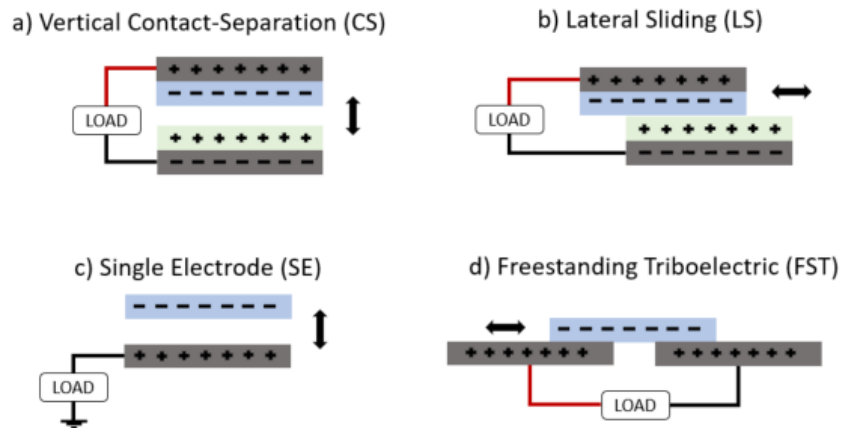 a) Vertical Contact-Separation (CS)
+ + + + + + +
− − − − − − −
LOAD
+ + + + + + +
− − − − − − −
b) Lateral Sliding (LS)
+ + + + + + +
− − − − − − −
LOAD
+ + + + + + +
− − − − − − −
c) Single Electrode (SE)
− − − − − − −
+ + + + + + +
LOAD
d) Freestanding Triboelectric (FST)
− − − − − − −
+ + + + + + + + + + + + + +
LOAD